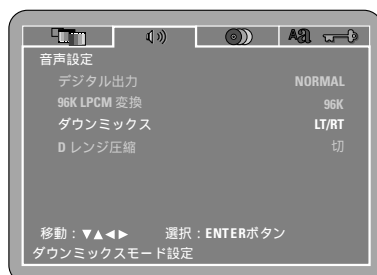 Aあ
音声設定
デジタル出力 NORMAL
96K LPCM 変換 96K
ダウンミックス LT/RT
D レンジ圧縮 切
移動：▼▲◄► 選択：ENTERボタン
ダウンミックスモード設定